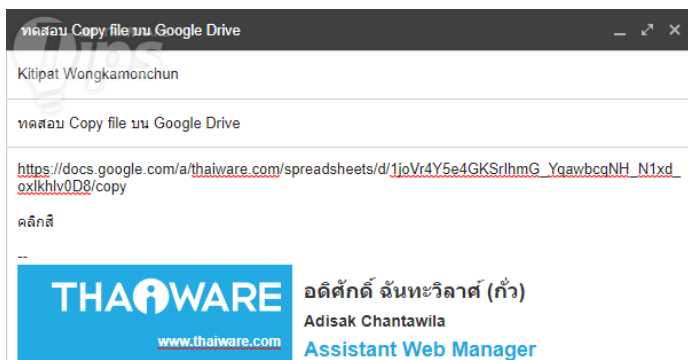 ทดสอบ Copy file บน Google Drive
Tips
Kitipat Wongkamonchun
ทดสอบ Copy file บน Google Drive
https://docs.google.com/a/thaiware.com/spreadsheets/d/1joVr4Y5e4GKSrIhmG_YqawbcqNH_N1xd_
oxIkhlv0D8/copy
คลิกสิ
--
THAiWARE
www.thaiware.com
อดิศักดิ์ ฉันทะวิลาศ์ (กั่ว)
Adisak Chantawila
Assistant Web Manager